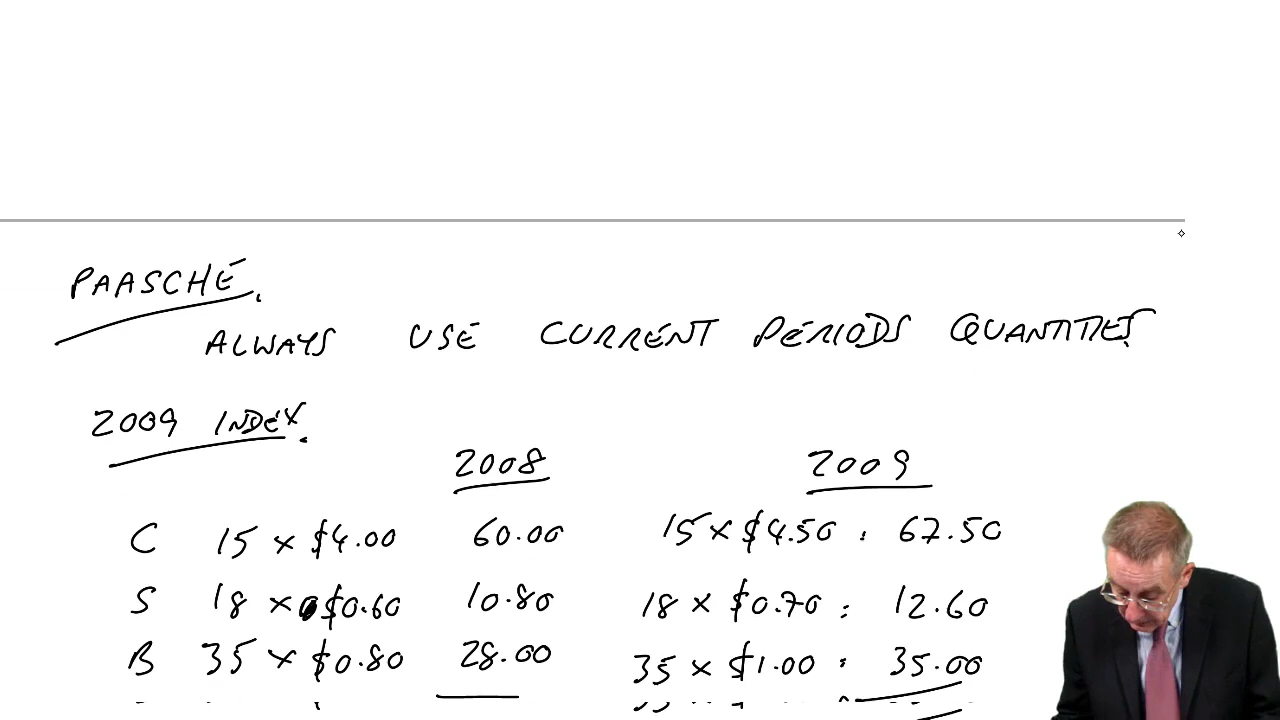 PAASCHE.
ALWAYS USE CURRENT PERIODS QUANTITIES
2009 INDEX.
2008 2009
C 15 × $4.00 60.00 15 × $4.50 : 67.50
S 18 × $0.60 10.80 18 × $0.70 : 12.60
B 35 × $0.80 28.00 35 × $1.00 : 35.00